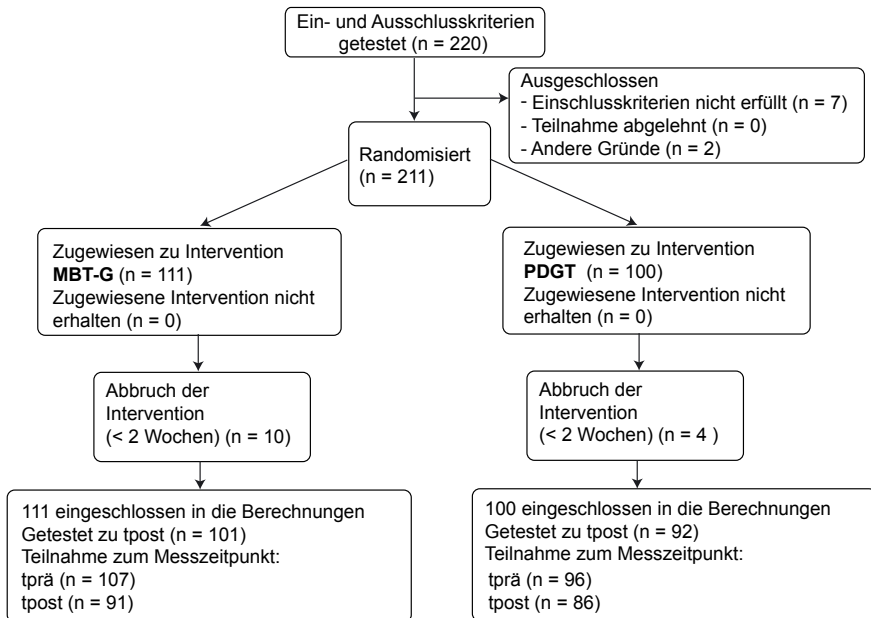 Ein- und Ausschlusskriterien
getestet (n = 220)
Ausgeschlossen
- Einschlusskriterien nicht erfüllt (n = 7)
- Teilnahme abgelehnt (n = 0)
- Andere Gründe (n = 2)
Randomisiert
(n = 211)
Zugewiesen zu Intervention
MBT-G (n = 111)
Zugewiesene Intervention nicht
erhalten (n = 0)
Zugewiesen zu Intervention
PDGT (n = 100)
Zugewiesene Intervention nicht
erhalten (n = 0)
Abbruch der
Intervention
(< 2 Wochen) (n = 10)
Abbruch der
Intervention
(< 2 Wochen) (n = 4 )
111 eingeschlossen in die Berechnungen
Getestet zu tpost (n = 101)
Teilnahme zum Messzeitpunkt:
tprä (n = 107)
tpost (n = 91)
100 eingeschlossen in die Berechnungen
Getestet zu tpost (n = 92)
Teilnahme zum Messzeitpunkt:
tprä (n = 96)
tpost (n = 86)